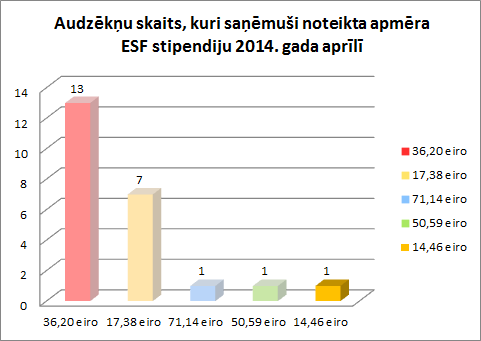 Audzēkņu skaits, kuri saņēmuši noteikta apmēra
ESF stipendiju 2014. gada aprīlī
14
12
10
8
6
4
2
0
13
7
1
1
1
36,20 eiro
17,38 eiro
71,14 eiro
50,59 eiro
14,46 eiro
36,20 eiro
17,38 eiro
71,14 eiro
50,59 eiro
14,46 eiro